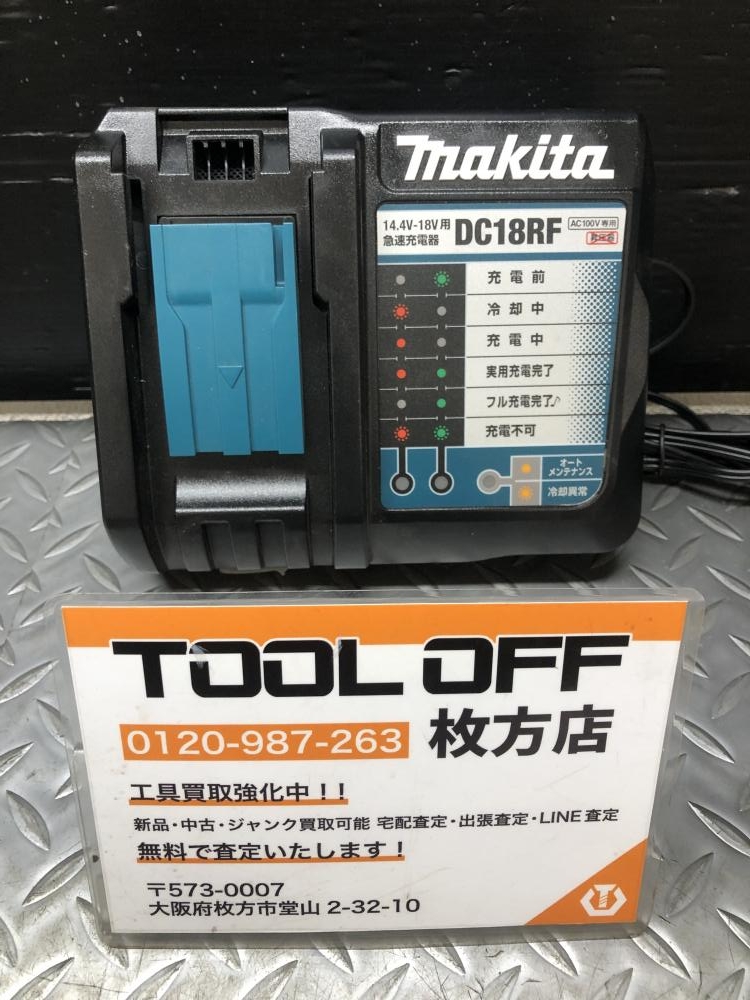 makita
14.4V-18V用
急速充電器 DC18RF AC100V専用
充電前
冷却中
充電中
実用充電完了
フル充電完了♪
充電不可
オート
メンテナンス
冷却異常
TOOL OFF
0120-987-263 枚方店
工具買取強化中!!
新品・中古・ジャンク買取可能 宅配査定・出張査定・LINE査定
無料で査定いたします!
〒573-0007
大阪府枚方市堂山 2-32-10